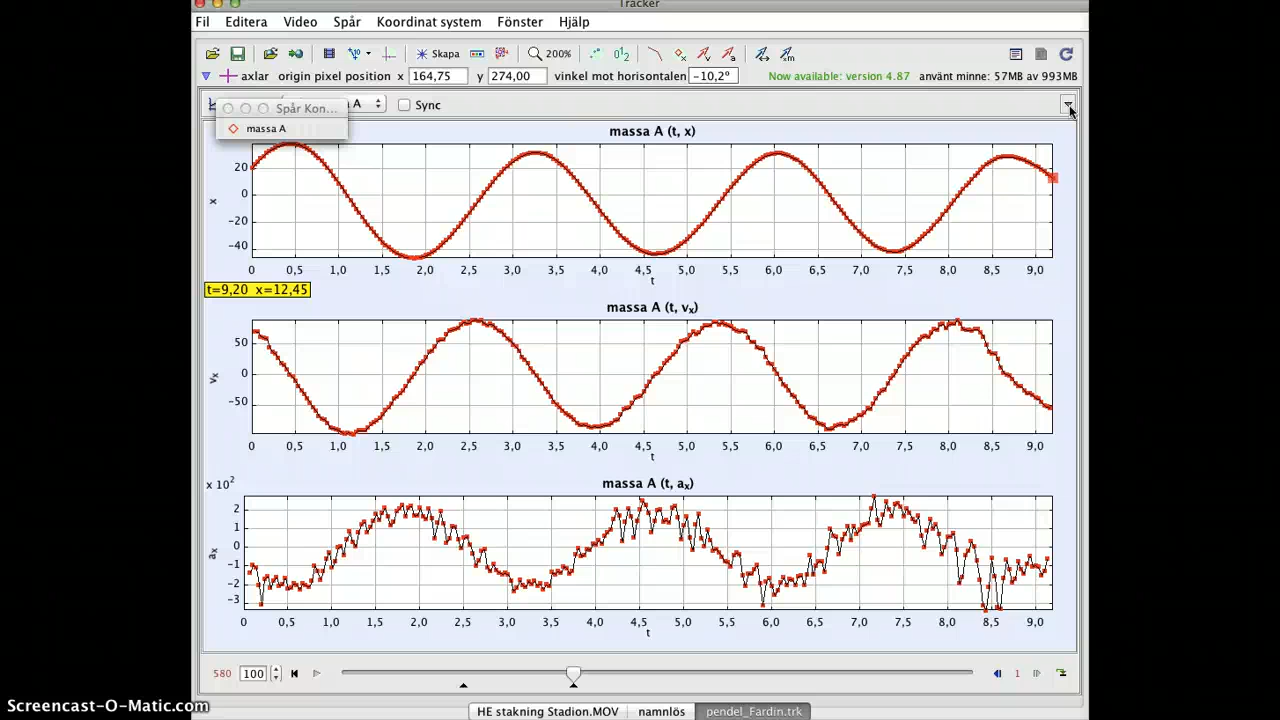 Tracker
Fil Editera Video Spår Koordinat system Fönster Hjälp
Skapa 200%
axlar origin pixel position x 164,75 y 274,00 vinkel mot horisontalen −10,2° Now available: version 4.87 använt minne: 57MB av 993MB
Spår Kon... A Sync
massa A
massa A (t, x)
20
0
−20
−40
x
0 0,5 1,0 1,5 2,0 2,5 3,0 3,5 4,0 4,5 5,0 5,5 6,0 6,5 7,0 7,5 8,0 8,5 9,0
t
t=9,20 x=12,45
massa A (t, vx)
50
0
−50
vx
0 0,5 1,0 1,5 2,0 2,5 3,0 3,5 4,0 4,5 5,0 5,5 6,0 6,5 7,0 7,5 8,0 8,5 9,0
t
massa A (t, ax)
x 10²
2
1
0
−1
−2
−3
ax
0 0,5 1,0 1,5 2,0 2,5 3,0 3,5 4,0 4,5 5,0 5,5 6,0 6,5 7,0 7,5 8,0 8,5 9,0
t
580 100 1
Screencast-O-Matic.com
HE stakning Stadion.MOV namnlös pendel_Fardin.trk